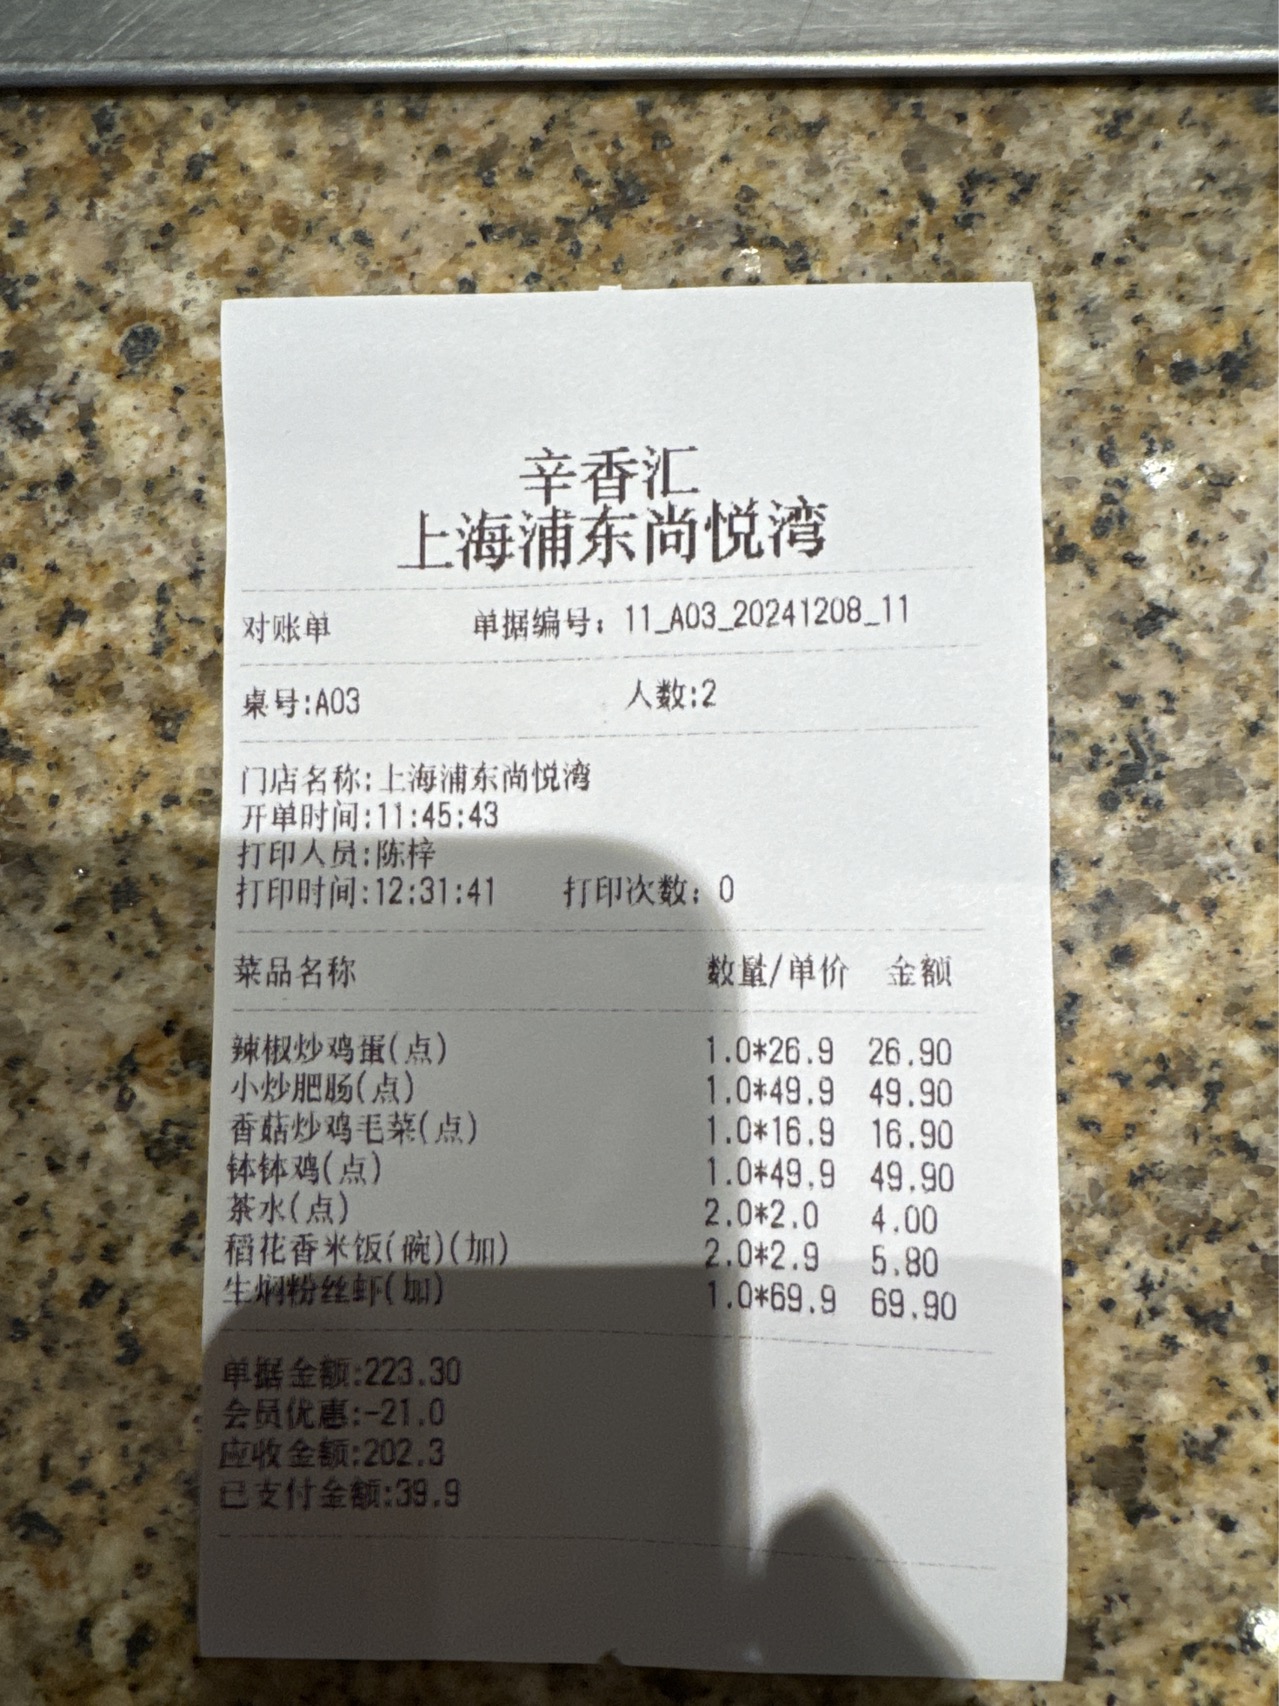 辛香汇
上海浦东尚悦湾
对账单 单据编号：11_A03_20241208_11
桌号:A03 人数:2
门店名称:上海浦东尚悦湾
开单时间:11:45:43
打印人员:陈梓
打印时间:12:31:41 打印次数：0
菜品名称 数量/单价 金额
辣椒炒鸡蛋(点) 1.0*26.9 26.90
小炒肥肠(点) 1.0*49.9 49.90
香菇炒鸡毛菜(点) 1.0*16.9 16.90
钵钵鸡(点) 1.0*49.9 49.90
茶水(点) 2.0*2.0 4.00
稻花香米饭(碗)(加) 2.0*2.9 5.80
生焖粉丝虾(加) 1.0*69.9 69.90
单据金额:223.30
会员优惠:-21.0
应收金额:202.3
已支付金额:39.9